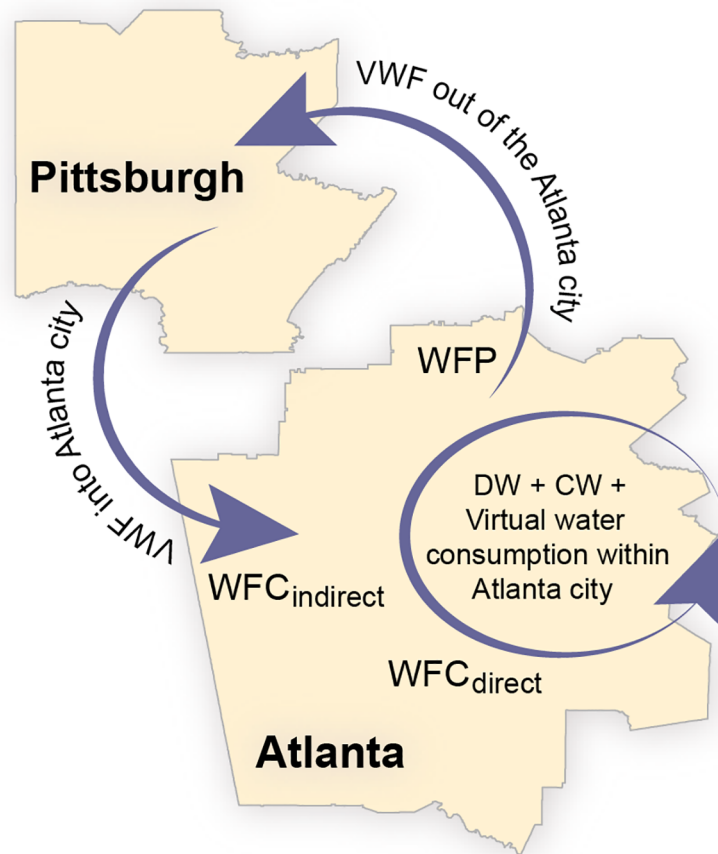 VWF out of the Atlanta city
Pittsburgh
VWF into Atlanta city
WFP
DW + CW +
Virtual water
consumption within
Atlanta city
WFCindirect
WFCdirect
Atlanta